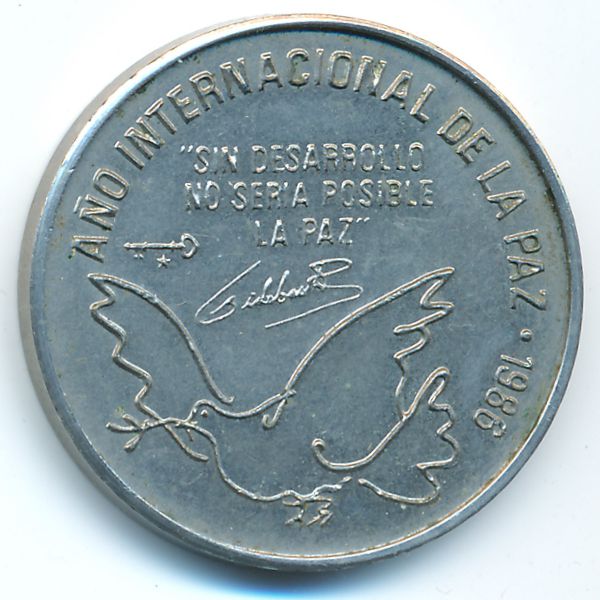 AÑO INTERNACIONAL DE LA PAZ • 1986
"SIN DESARROLLO
NO SERIA POSIBLE
LA PAZ"